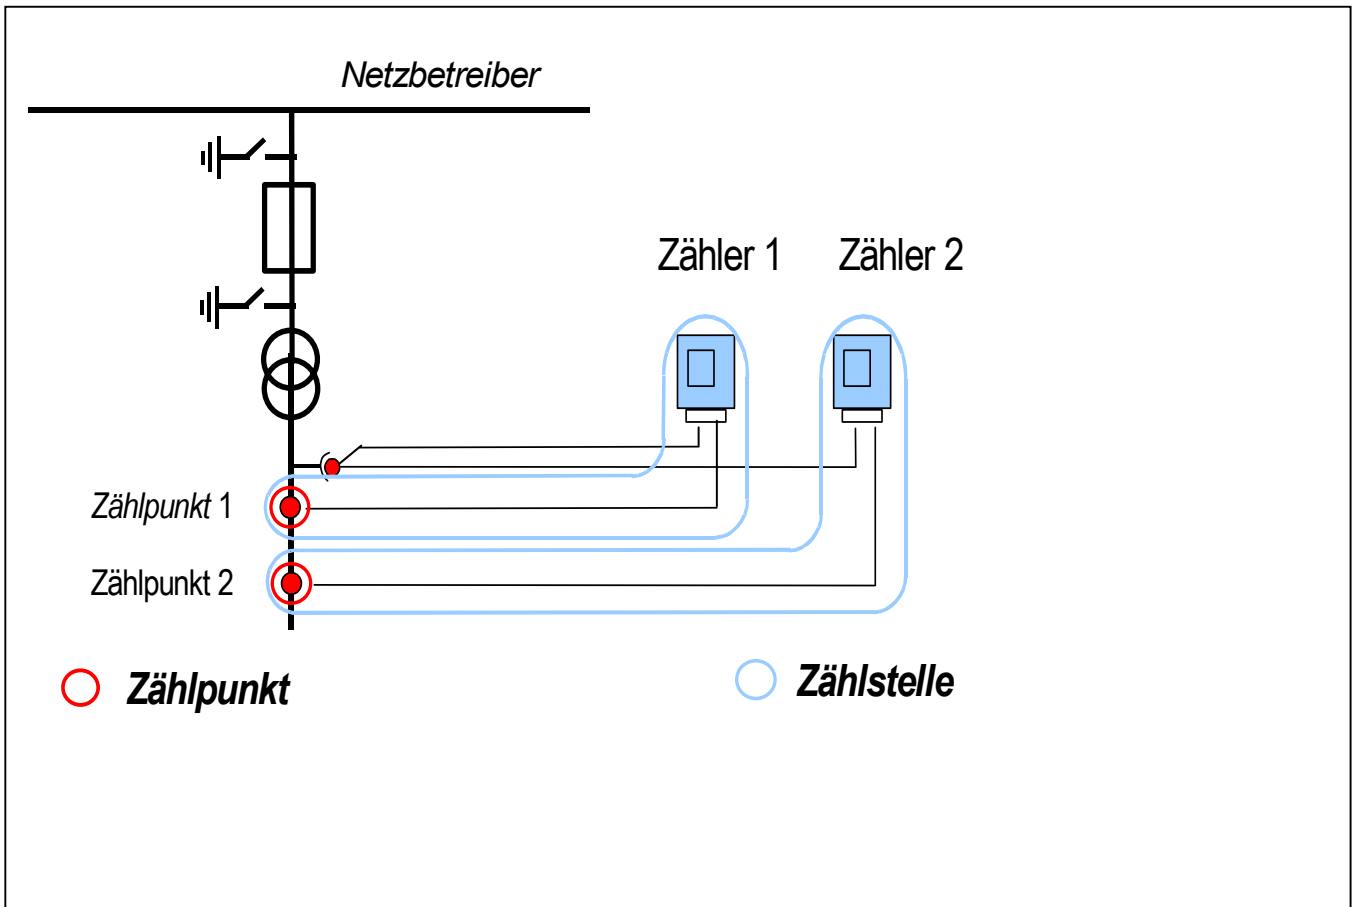 Netzbetreiber
Zähler 1
Zähler 2
Zählpunkt 1
Zählpunkt 2
Zählpunkt
Zählstelle